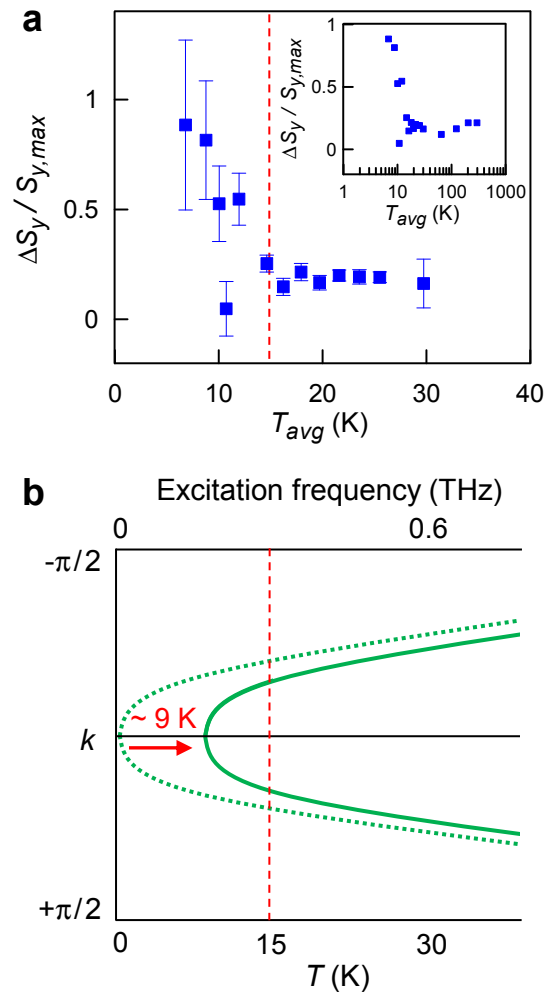 a
ΔS_y / S_y,max
1
0.5
0
0 10 20 30 40
T_avg (K)
ΔS_y / S_y,max
1
0.5
0
1 10 100 1000
T_avg (K)
b
Excitation frequency (THz)
0 0.6
-π/2
~ 9 K
k
+π/2
0 15 30
T (K)